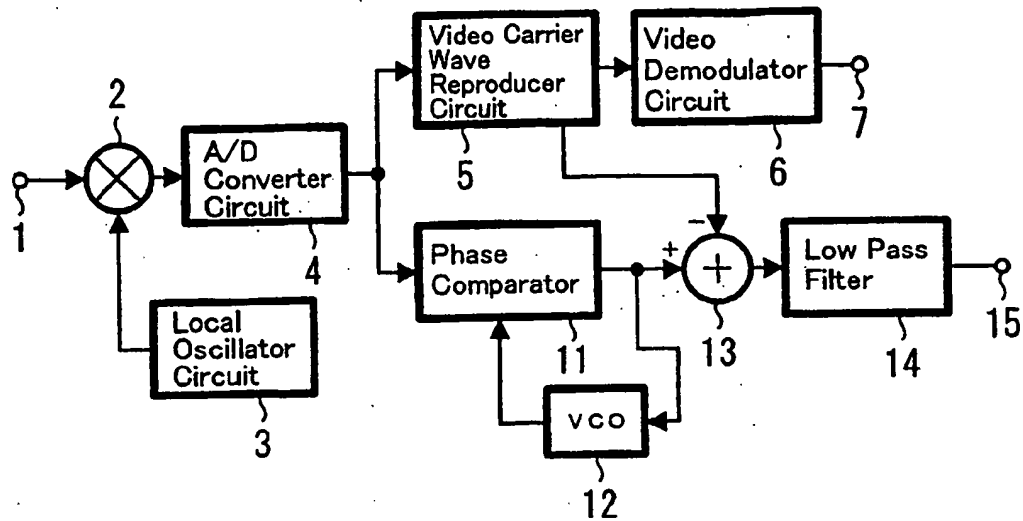 Video Carrier
Wave
Reproducer
Circuit
5
Video
Demodulator
Circuit
6
7
1
2
A/D
Converter
Circuit
4
Local
Oscillator
Circuit
3
Phase
Comparator
11
VCO
12
+
-
+
13
Low Pass
Filter
14
15